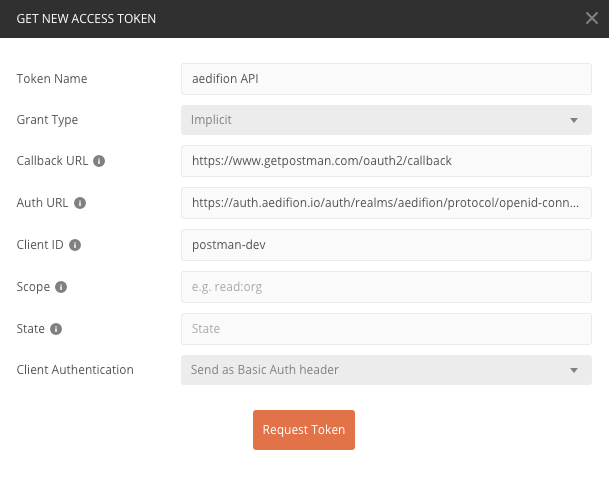 GET NEW ACCESS TOKEN
Token Name aedifion API
Grant Type Implicit
Callback URL https://www.getpostman.com/oauth2/callback
Auth URL https://auth.aedifion.io/auth/realms/aedifion/protocol/openid-conn...
Client ID postman-dev
Scope e.g. read:org
State State
Client Authentication Send as Basic Auth header
Request Token